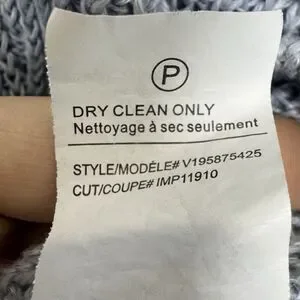 P
DRY CLEAN ONLY
Nettoyage à sec seulement
STYLE/MODÈLE# V195875425
CUT/COUPE# IMP11910